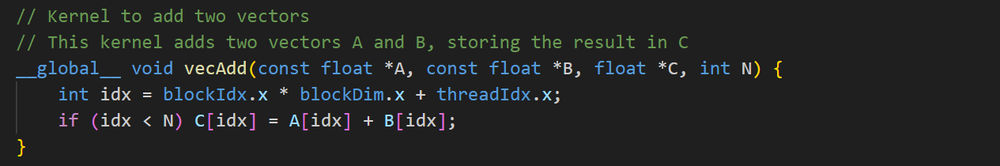 // Kernel to add two vectors
// This kernel adds two vectors A and B, storing the result in C
__global__ void vecAdd(const float *A, const float *B, float *C, int N) {
    int idx = blockIdx.x * blockDim.x + threadIdx.x;
    if (idx < N) C[idx] = A[idx] + B[idx];
}